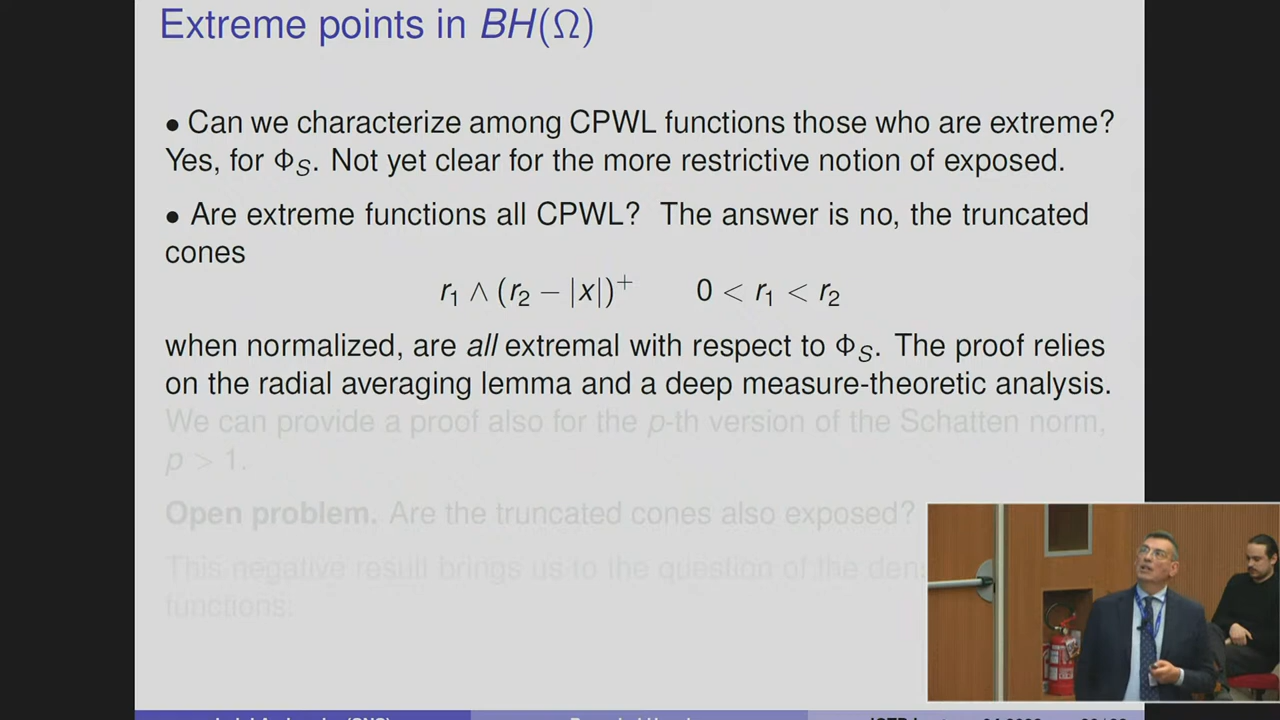 Extreme points in BH(Ω)
• Can we characterize among CPWL functions those who are extreme?
Yes, for Φ_S. Not yet clear for the more restrictive notion of exposed.
• Are extreme functions all CPWL? The answer is no, the truncated
cones
r₁ ∧ (r₂ − |x|)⁺ 0 < r₁ < r₂
when normalized, are all extremal with respect to Φ_S. The proof relies
on the radial averaging lemma and a deep measure-theoretic analysis.
We can provide a proof also for the p-th version of the Schatten norm,
p > 1.
Open problem. Are the truncated cones also exposed?
This negative result brings us to the question of the
functions.